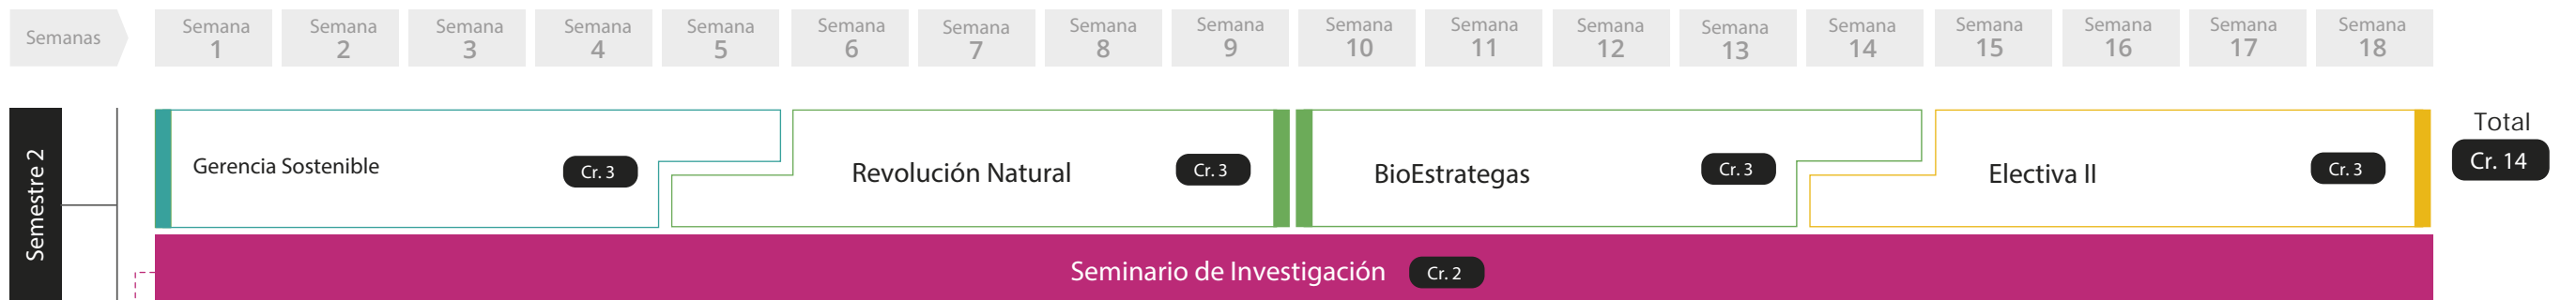 Semanas
Semana
1
Semana
2
Semana
3
Semana
4
Semana
5
Semana
6
Semana
7
Semana
8
Semana
9
Semana
10
Semana
11
Semana
12
Semana
13
Semana
14
Semana
15
Semana
16
Semana
17
Semana
18
Semestre 2
Gerencia Sostenible
Cr. 3
Revolución Natural
Cr. 3
BioEstrategas
Cr. 3
Electiva II
Cr. 3
Total
Cr. 14
Seminario de Investigación
Cr. 2